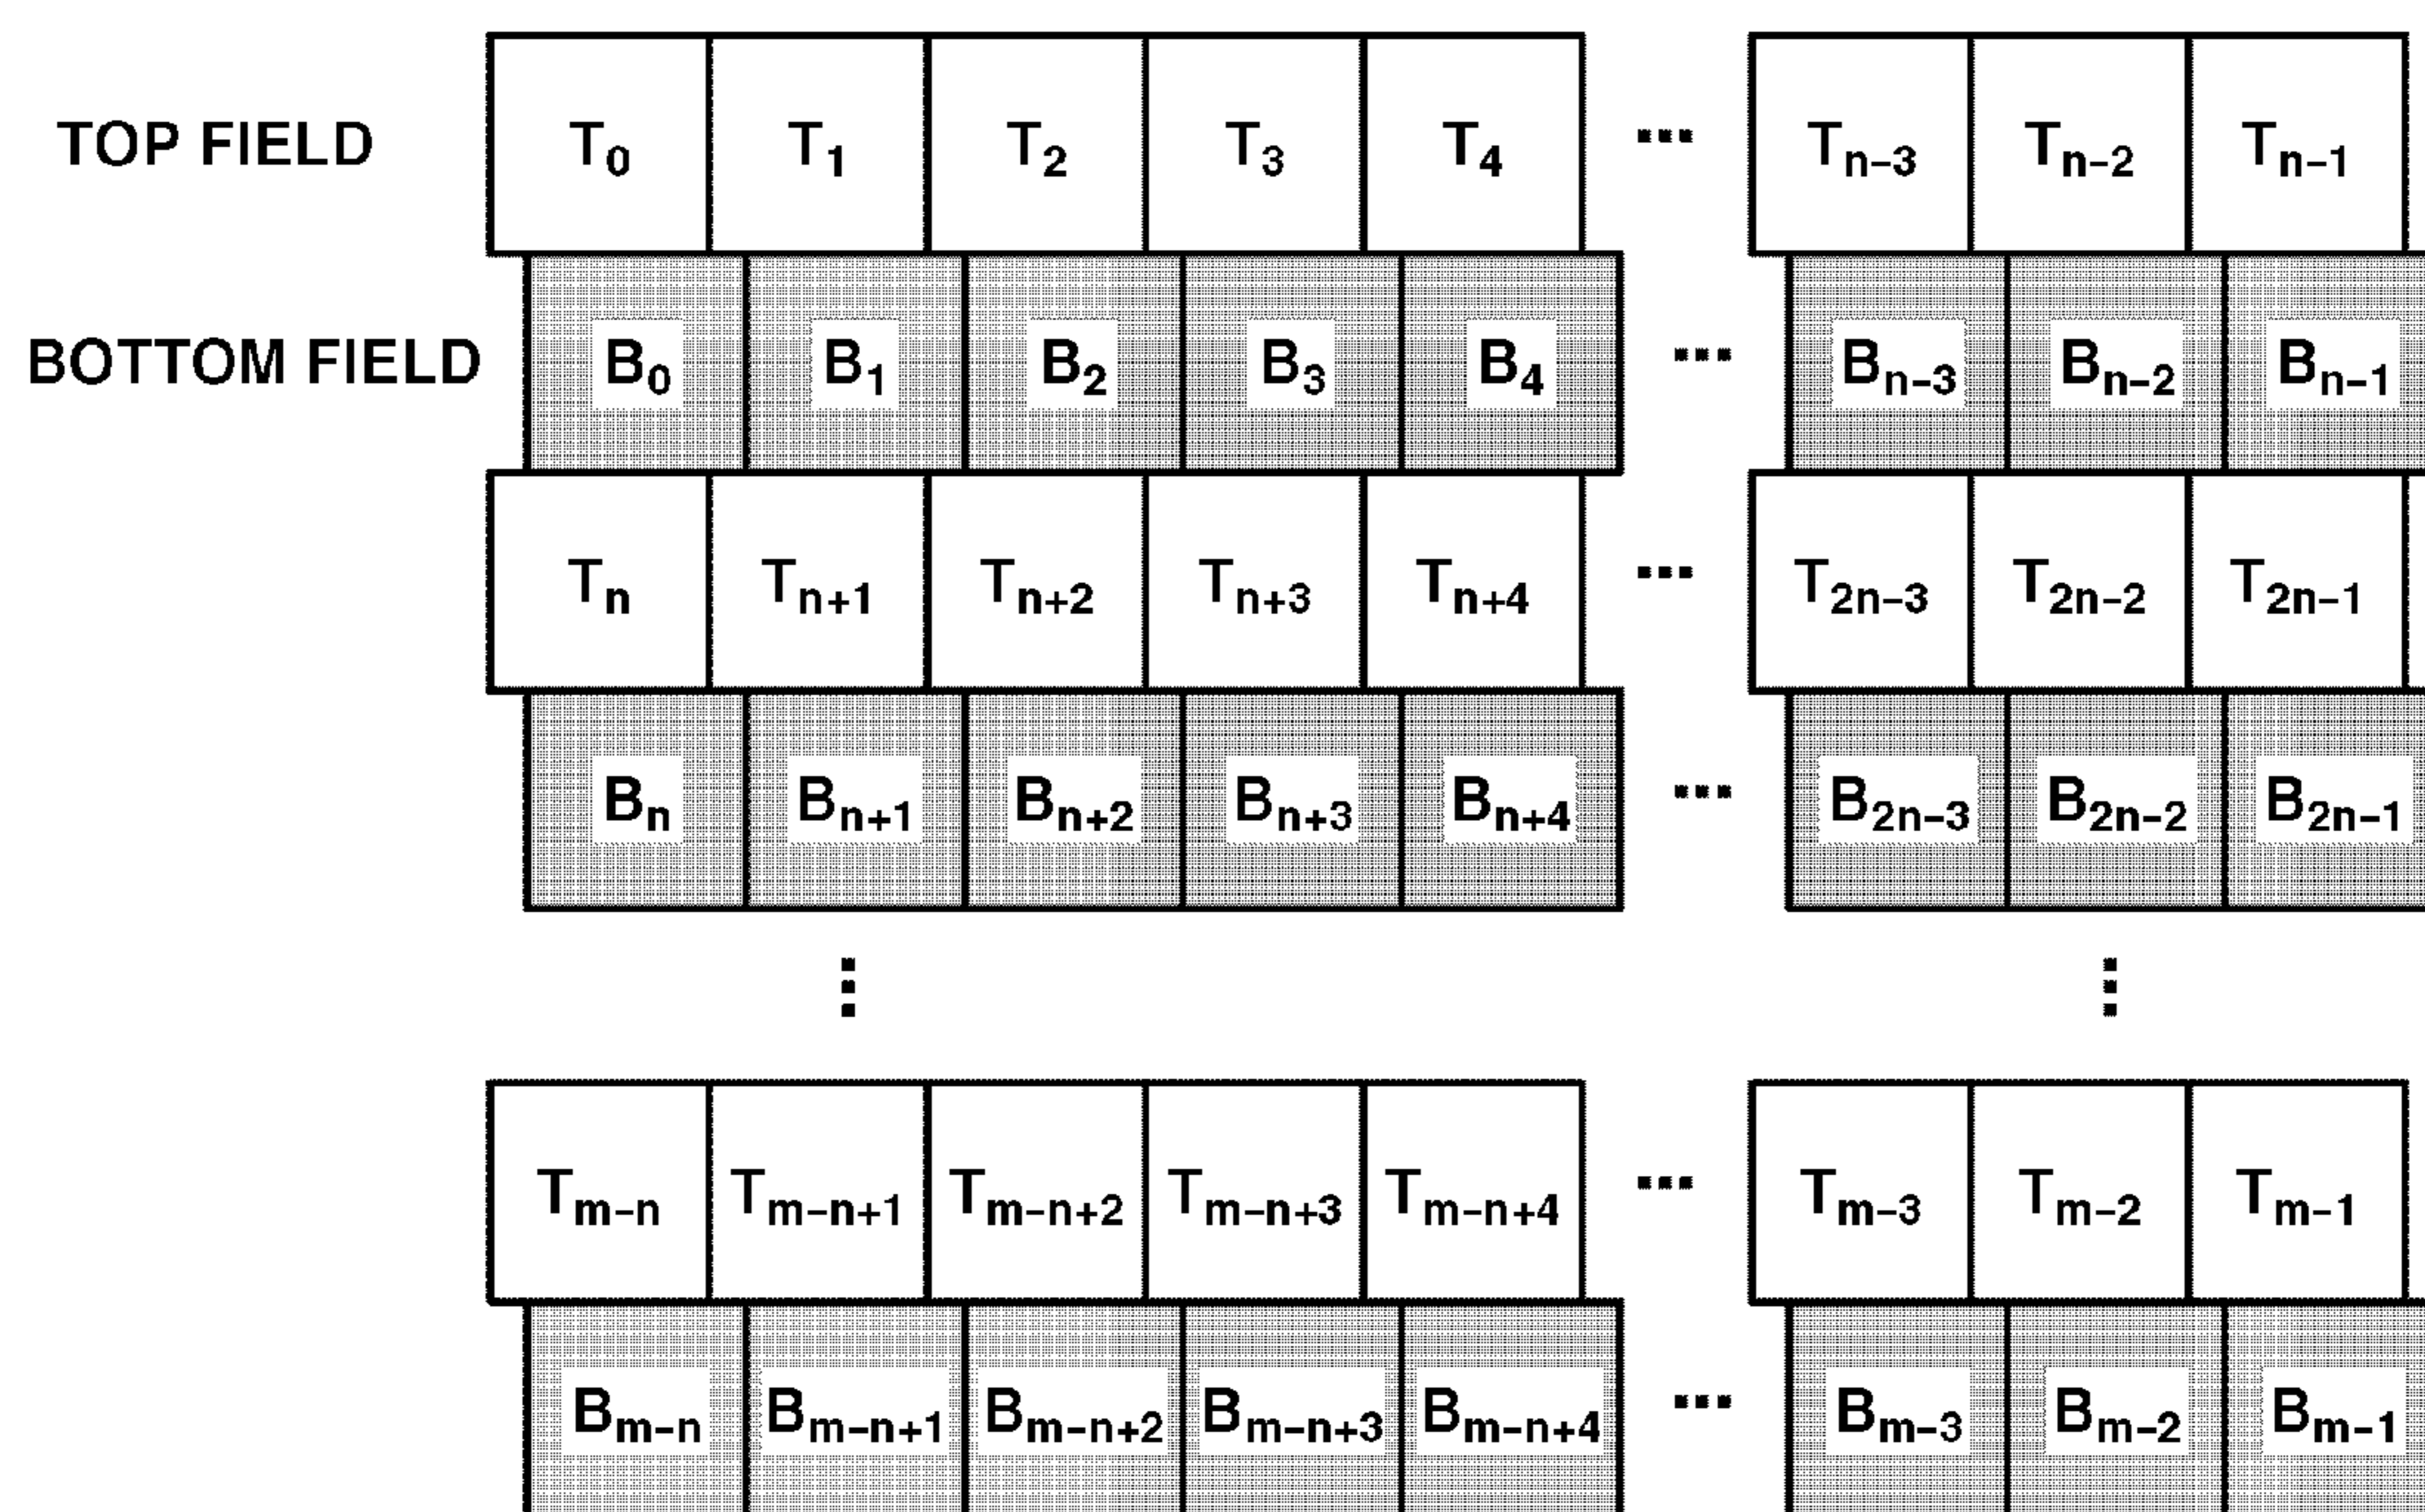 TOP FIELD T0 T1 T2 T3 T4 ... Tn-3 Tn-2 Tn-1
BOTTOM FIELD B0 B1 B2 B3 B4 ... Bn-3 Bn-2 Bn-1
Tn Tn+1 Tn+2 Tn+3 Tn+4 ... T2n-3 T2n-2 T2n-1
Bn Bn+1 Bn+2 Bn+3 Bn+4 ... B2n-3 B2n-2 B2n-1
Tm-n Tm-n+1 Tm-n+2 Tm-n+3 Tm-n+4 ... Tm-3 Tm-2 Tm-1
Bm-n Bm-n+1 Bm-n+2 Bm-n+3 Bm-n+4 ... Bm-3 Bm-2 Bm-1